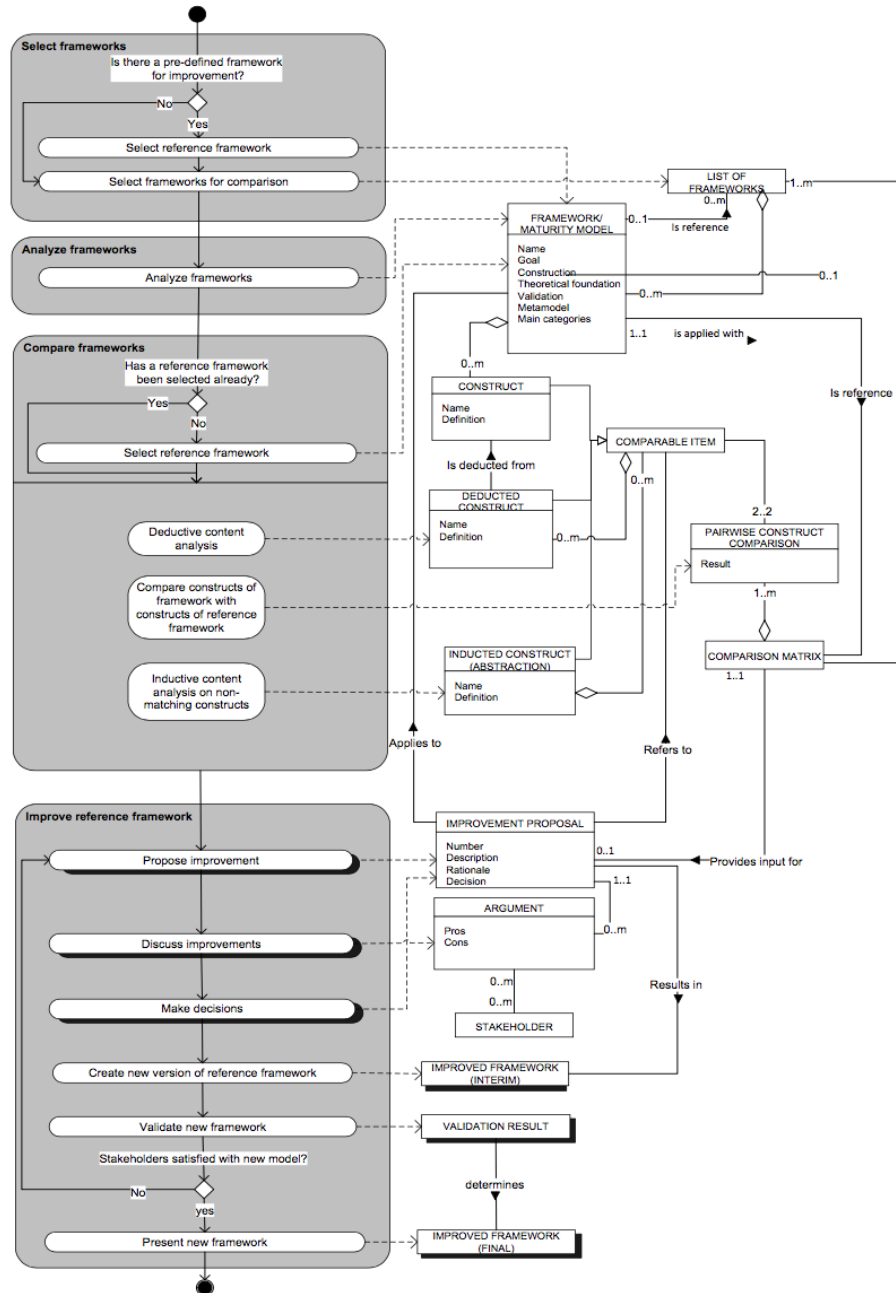 Select frameworks
Is there a pre-defined framework
for improvement?
No
Yes
Select reference framework
Select frameworks for comparison
Analyze frameworks
Analyze frameworks
Compare frameworks
Has a reference framework
been selected already?
Yes
No
Select reference framework
Deductive content
analysis
Compare constructs of
framework with
constructs of reference
framework
Inductive content
analysis on non-
matching constructs
Improve reference framework
Propose improvement
Discuss improvements
Make decisions
Create new version of reference framework
Validate new framework
Stakeholders satisfied with new model?
No
yes
Present new framework
LIST OF
FRAMEWORKS
1..m
0..m
0..1
Is reference
FRAMEWORK/
MATURITY MODEL
Name
Goal
Construction
Theoretical foundation
Validation
Metamodel
Main categories
0..1
0..m
1..1
is applied with
Is reference
0..m
CONSTRUCT
Name
Definition
Is deducted from
COMPARABLE ITEM
0..m
DEDUCTED
CONSTRUCT
Name
Definition
0..m
2..2
PAIRWISE CONSTRUCT
COMPARISON
Result
1..m
COMPARISON MATRIX
1..1
INDUCTED CONSTRUCT
(ABSTRACTION)
Name
Definition
Applies to
Refers to
IMPROVEMENT PROPOSAL
Number
Description
Rationale
Decision
0..1
Provides input for
1..1
ARGUMENT
Pros
Cons
0..m
Results in
0..m
0..m
STAKEHOLDER
IMPROVED FRAMEWORK
(INTERIM)
VALIDATION RESULT
determines
IMPROVED FRAMEWORK
(FINAL)